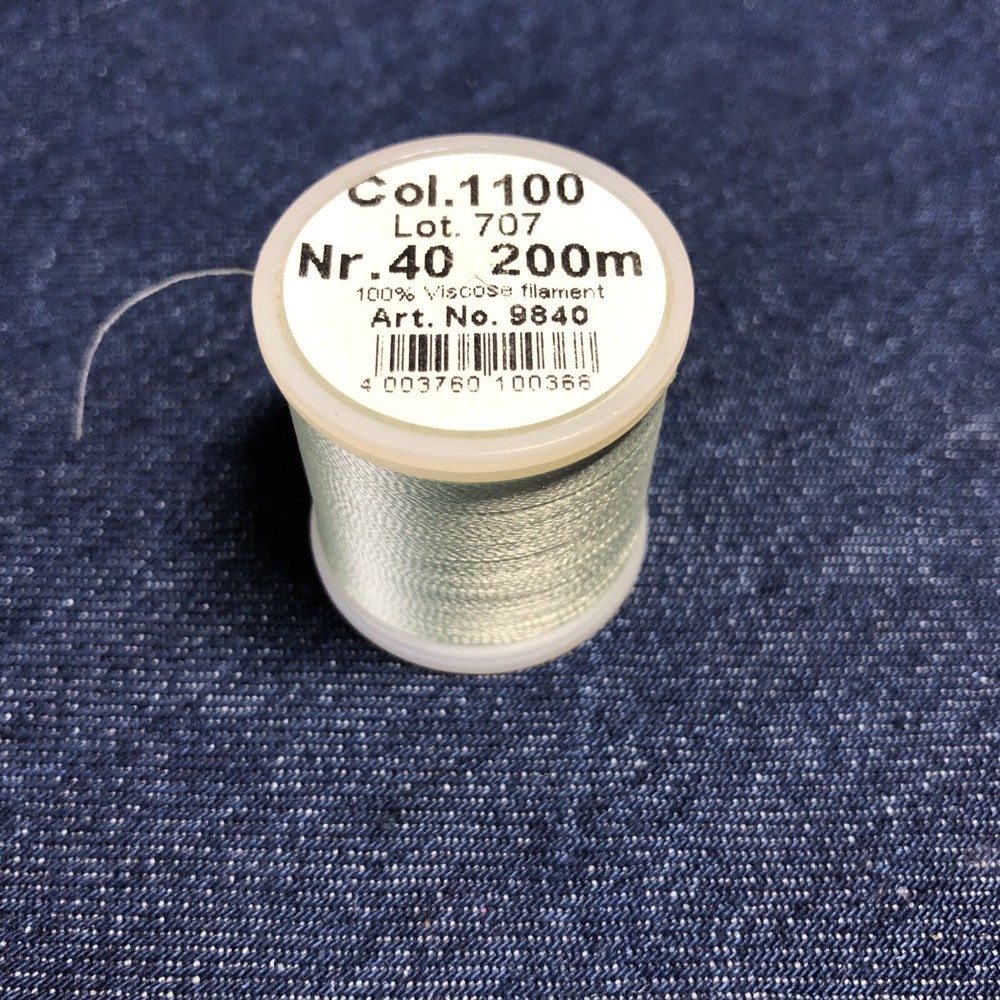 Col.1100
Lot. 707
Nr.40 200m
100% Viscose filament
Art. No. 9840
4 003760 100366